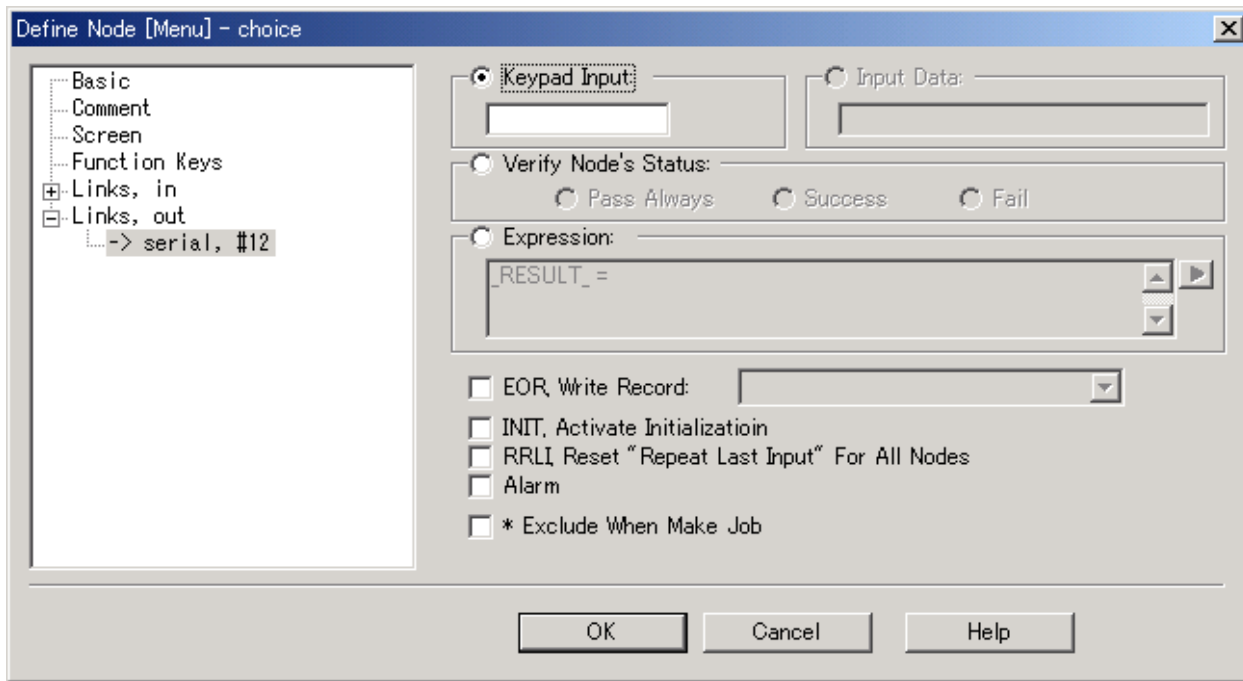 Define Node [Menu] - choice
Basic
Comment
Screen
Function Keys
Links, in
Links, out
-> serial, #12
Keypad Input:
Input Data:
Verify Node's Status:
Pass Always Success Fail
Expression:
_RESULT_ =
EOR, Write Record:
INIT, Activate Initializatioin
RRLI, Reset "Repeat Last Input" For All Nodes
Alarm
* Exclude When Make Job
OK Cancel Help